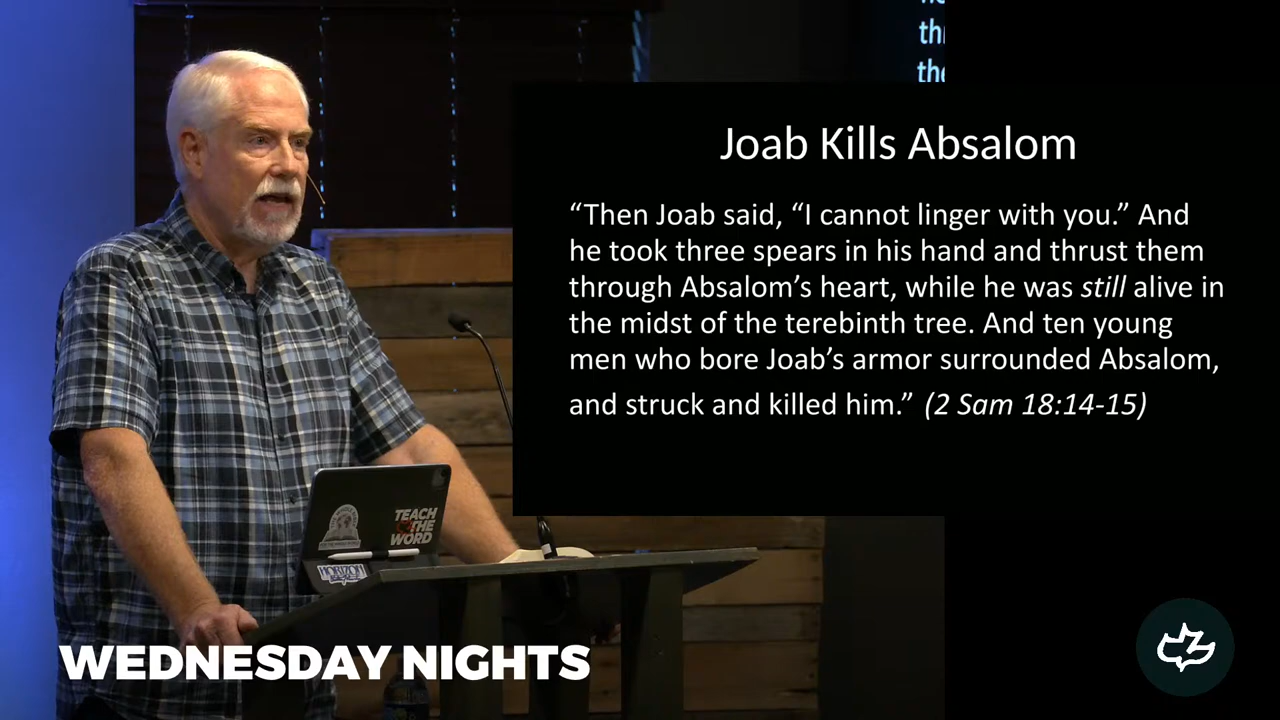 th
the
Joab Kills Absalom
“Then Joab said, “I cannot linger with you.” And
he took three spears in his hand and thrust them
through Absalom’s heart, while he was still alive in
the midst of the terebinth tree. And ten young
men who bore Joab’s armor surrounded Absalom,
and struck and killed him.” (2 Sam 18:14-15)
TEACH
THE
WORD
HORIZON
WEDNESDAY NIGHTS